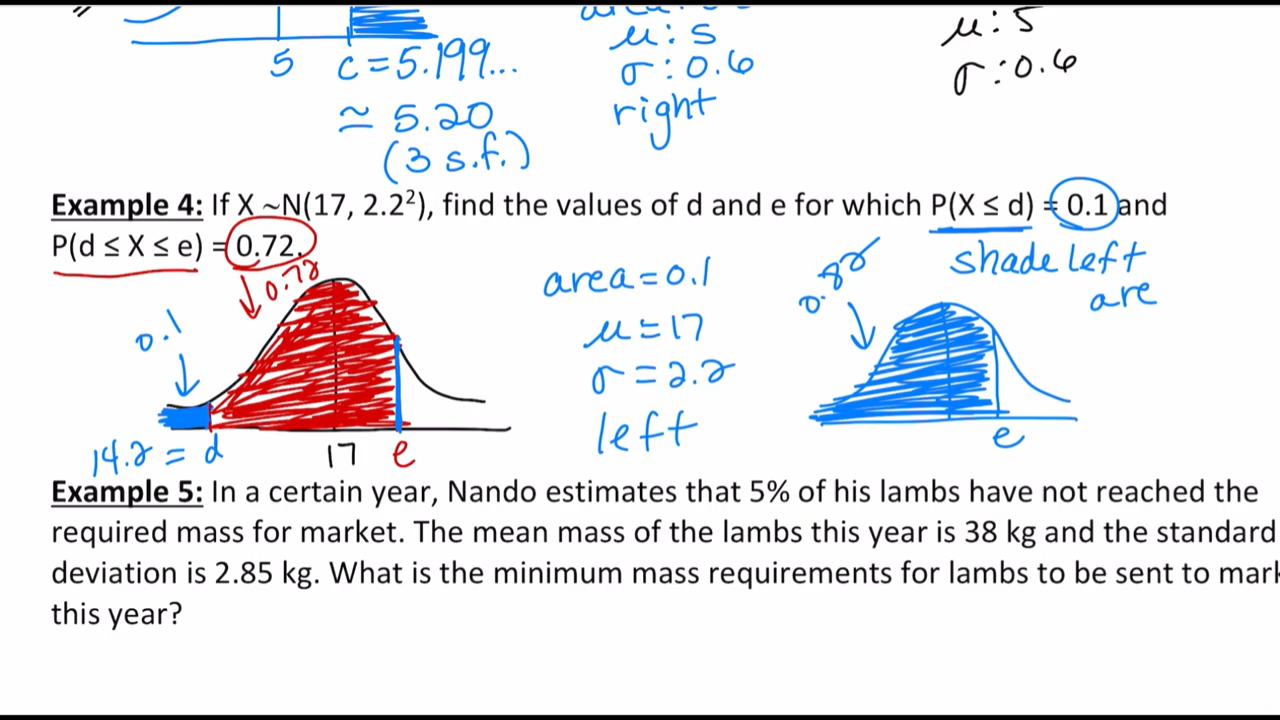 5 c = 5.199...
≃ 5.20
(3 s.f.)
μ : 5
σ : 0.6
right
μ : 5
σ : 0.6
Example 4: If X ~N(17, 2.2²), find the values of d and e for which P(X ≤ d) = 0.1 and
P(d ≤ X ≤ e) = 0.72.
0.72
0.1
14.2 = d
17
e
area = 0.1
μ = 17
σ = 2.2
left
shade left
are
0.82
e
Example 5: In a certain year, Nando estimates that 5% of his lambs have not reached the
required mass for market. The mean mass of the lambs this year is 38 kg and the standard
deviation is 2.85 kg. What is the minimum mass requirements for lambs to be sent to mark
this year?